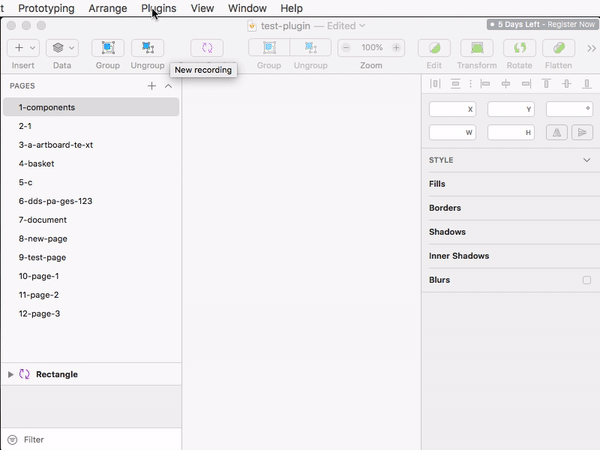 t Prototyping Arrange Plugins View Window Help
test-plugin — Edited
5 Days Left - Register Now
Insert Data Group Ungroup Group Ungroup 100% Zoom Edit Transform Rotate Flatten
New recording
PAGES
X Y °
1-components
2-1
W H
3-a-artboard-te-xt
STYLE
4-basket
5-c
Fills
6-dds-pa-ges-123
Borders
7-document
Shadows
8-new-page
9-test-page
Inner Shadows
10-page-1
Blurs
11-page-2
12-page-3
Rectangle
Filter